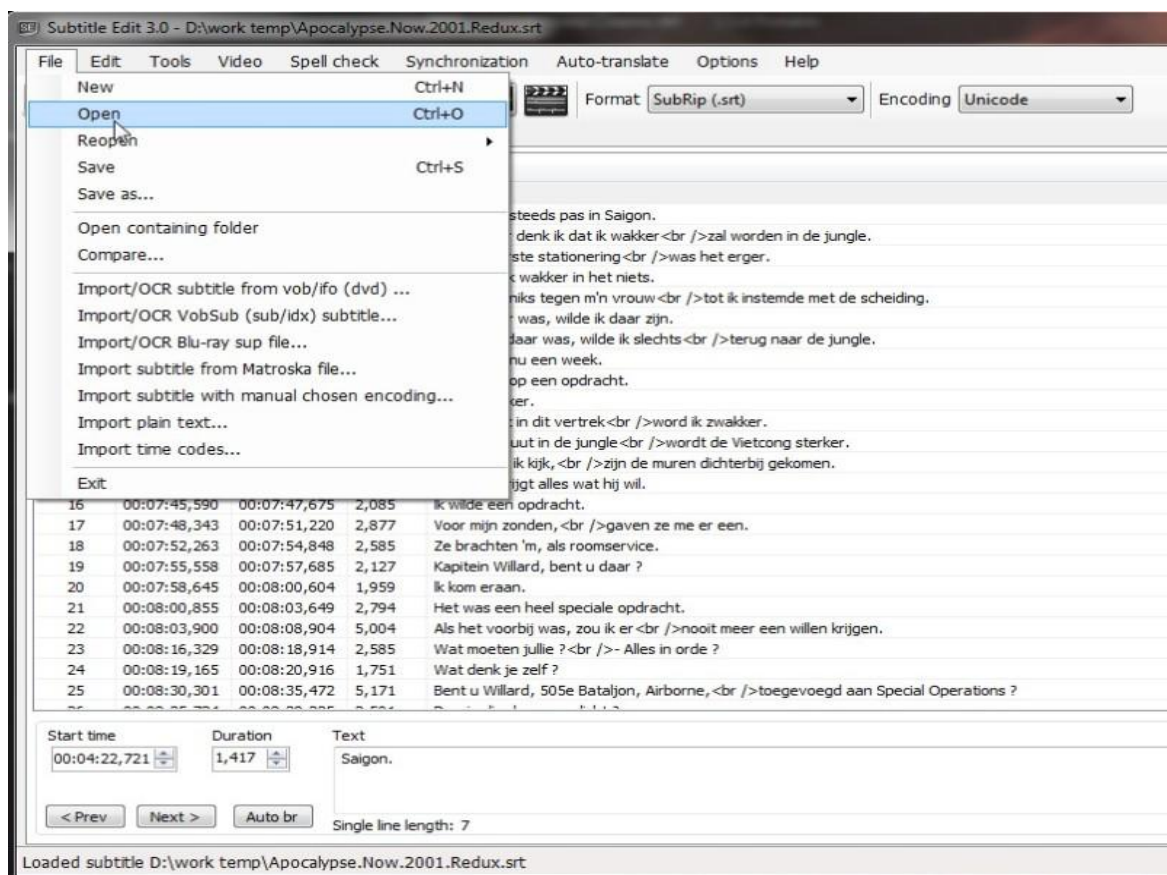 Subtitle Edit 3.0 - D:\work temp\Apocalypse.Now.2001.Redux.srt
File Edit Tools Video Spell check Synchronization Auto-translate Options Help
New Ctrl+N
Open Ctrl+O
Reopen
Save Ctrl+S
Save as...
Open containing folder
Compare...
Import/OCR subtitle from vob/ifo (dvd) ...
Import/OCR VobSub (sub/idx) subtitle...
Import/OCR Blu-ray sup file...
Import subtitle from Matroska file...
Import subtitle with manual chosen encoding...
Import plain text...
Import time codes...
Exit
Format SubRip (.srt) Encoding Unicode
steeds pas in Saigon.
denk ik dat ik wakker<br />zal worden in de jungle.
ste stationering<br />was het erger.
wakker in het niets.
niks tegen m'n vrouw<br />tot ik instemde met de scheiding.
was, wilde ik daar zijn.
daar was, wilde ik slechts<br />terug naar de jungle.
nu een week.
op een opdracht.
ker.
in dit vertrek<br />word ik zwakker.
uut in de jungle<br />wordt de Vietcong sterker.
ik kijk,<br />zijn de muren dichterbij gekomen.
rijgt alles wat hij wil.
16 00:07:45,590 00:07:47,675 2,085 Ik wilde een opdracht.
17 00:07:48,343 00:07:51,220 2,877 Voor mijn zonden,<br />gaven ze me er een.
18 00:07:52,263 00:07:54,848 2,585 Ze brachten 'm, als roomservice.
19 00:07:55,558 00:07:57,685 2,127 Kapitein Willard, bent u daar ?
20 00:07:58,645 00:08:00,604 1,959 Ik kom eraan.
21 00:08:00,855 00:08:03,649 2,794 Het was een heel speciale opdracht.
22 00:08:03,900 00:08:08,904 5,004 Als het voorbij was, zou ik er<br />nooit meer een willen krijgen.
23 00:08:16,329 00:08:18,914 2,585 Wat moeten jullie ?<br />- Alles in orde ?
24 00:08:19,165 00:08:20,916 1,751 Wat denk je zelf ?
25 00:08:30,301 00:08:35,472 5,171 Bent u Willard, 505e Bataljon, Airborne,<br />toegevoegd aan Special Operations ?
Start time Duration Text
00:04:22,721 1,417 Saigon.
< Prev Next > Auto br
Single line length: 7
Loaded subtitle D:\work temp\Apocalypse.Now.2001.Redux.srt